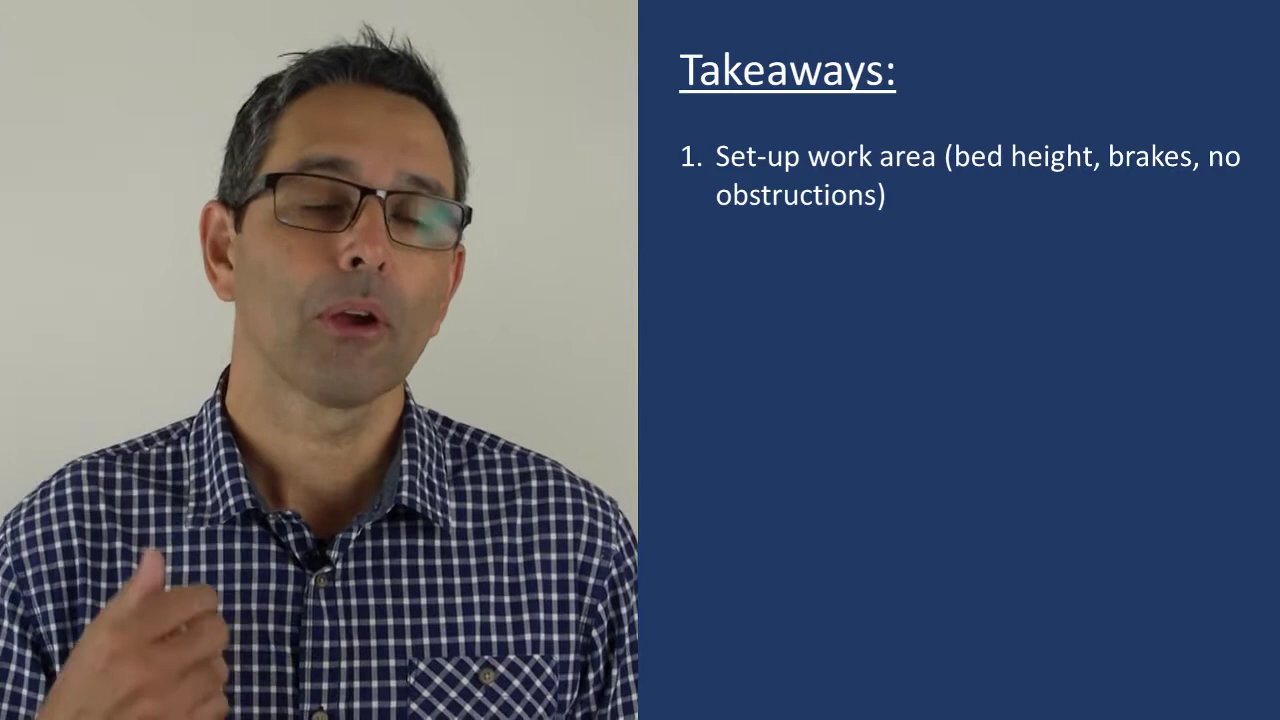 Takeaways:
1. Set-up work area (bed height, brakes, no
obstructions)